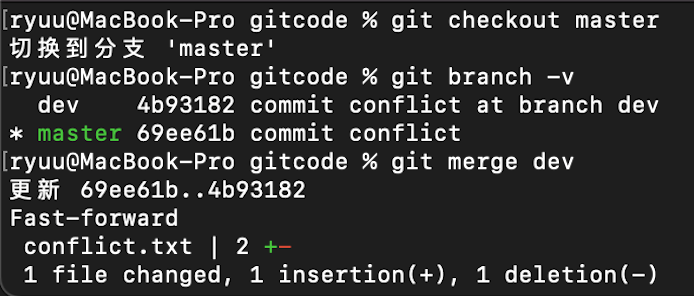 [ryuu@MacBook-Pro gitcode % git checkout master
切换到分支 'master'
[ryuu@MacBook-Pro gitcode % git branch -v
  dev    4b93182 commit conflict at branch dev
* master 69ee61b commit conflict
[ryuu@MacBook-Pro gitcode % git merge dev
更新 69ee61b..4b93182
Fast-forward
 conflict.txt | 2 +-
 1 file changed, 1 insertion(+), 1 deletion(-)